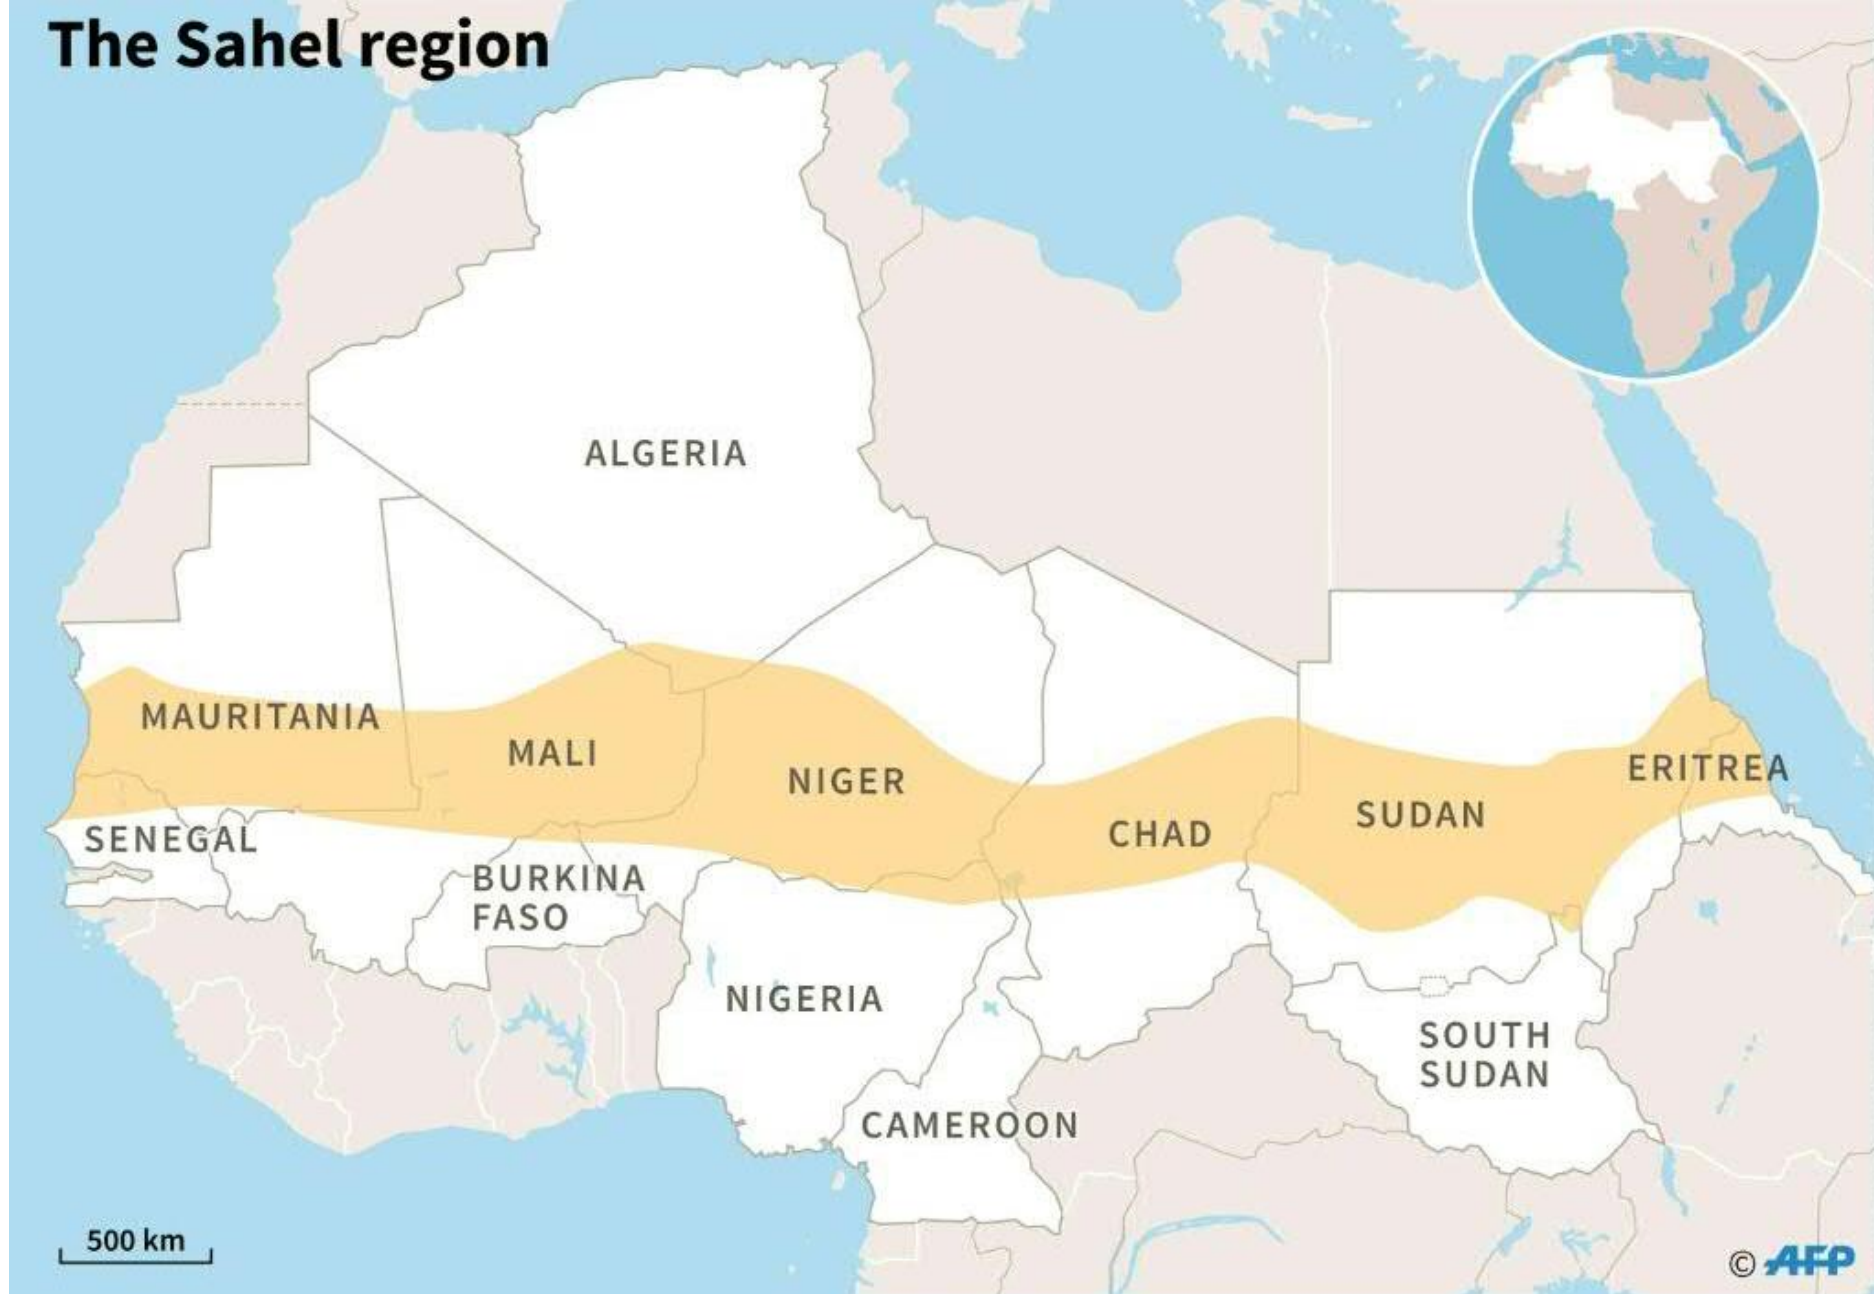 The Sahel region
ALGERIA
MAURITANIA
MALI
NIGER
CHAD
SUDAN
ERITREA
SENEGAL
BURKINA
FASO
NIGERIA
CAMEROON
SOUTH
SUDAN
500 km
© AFP